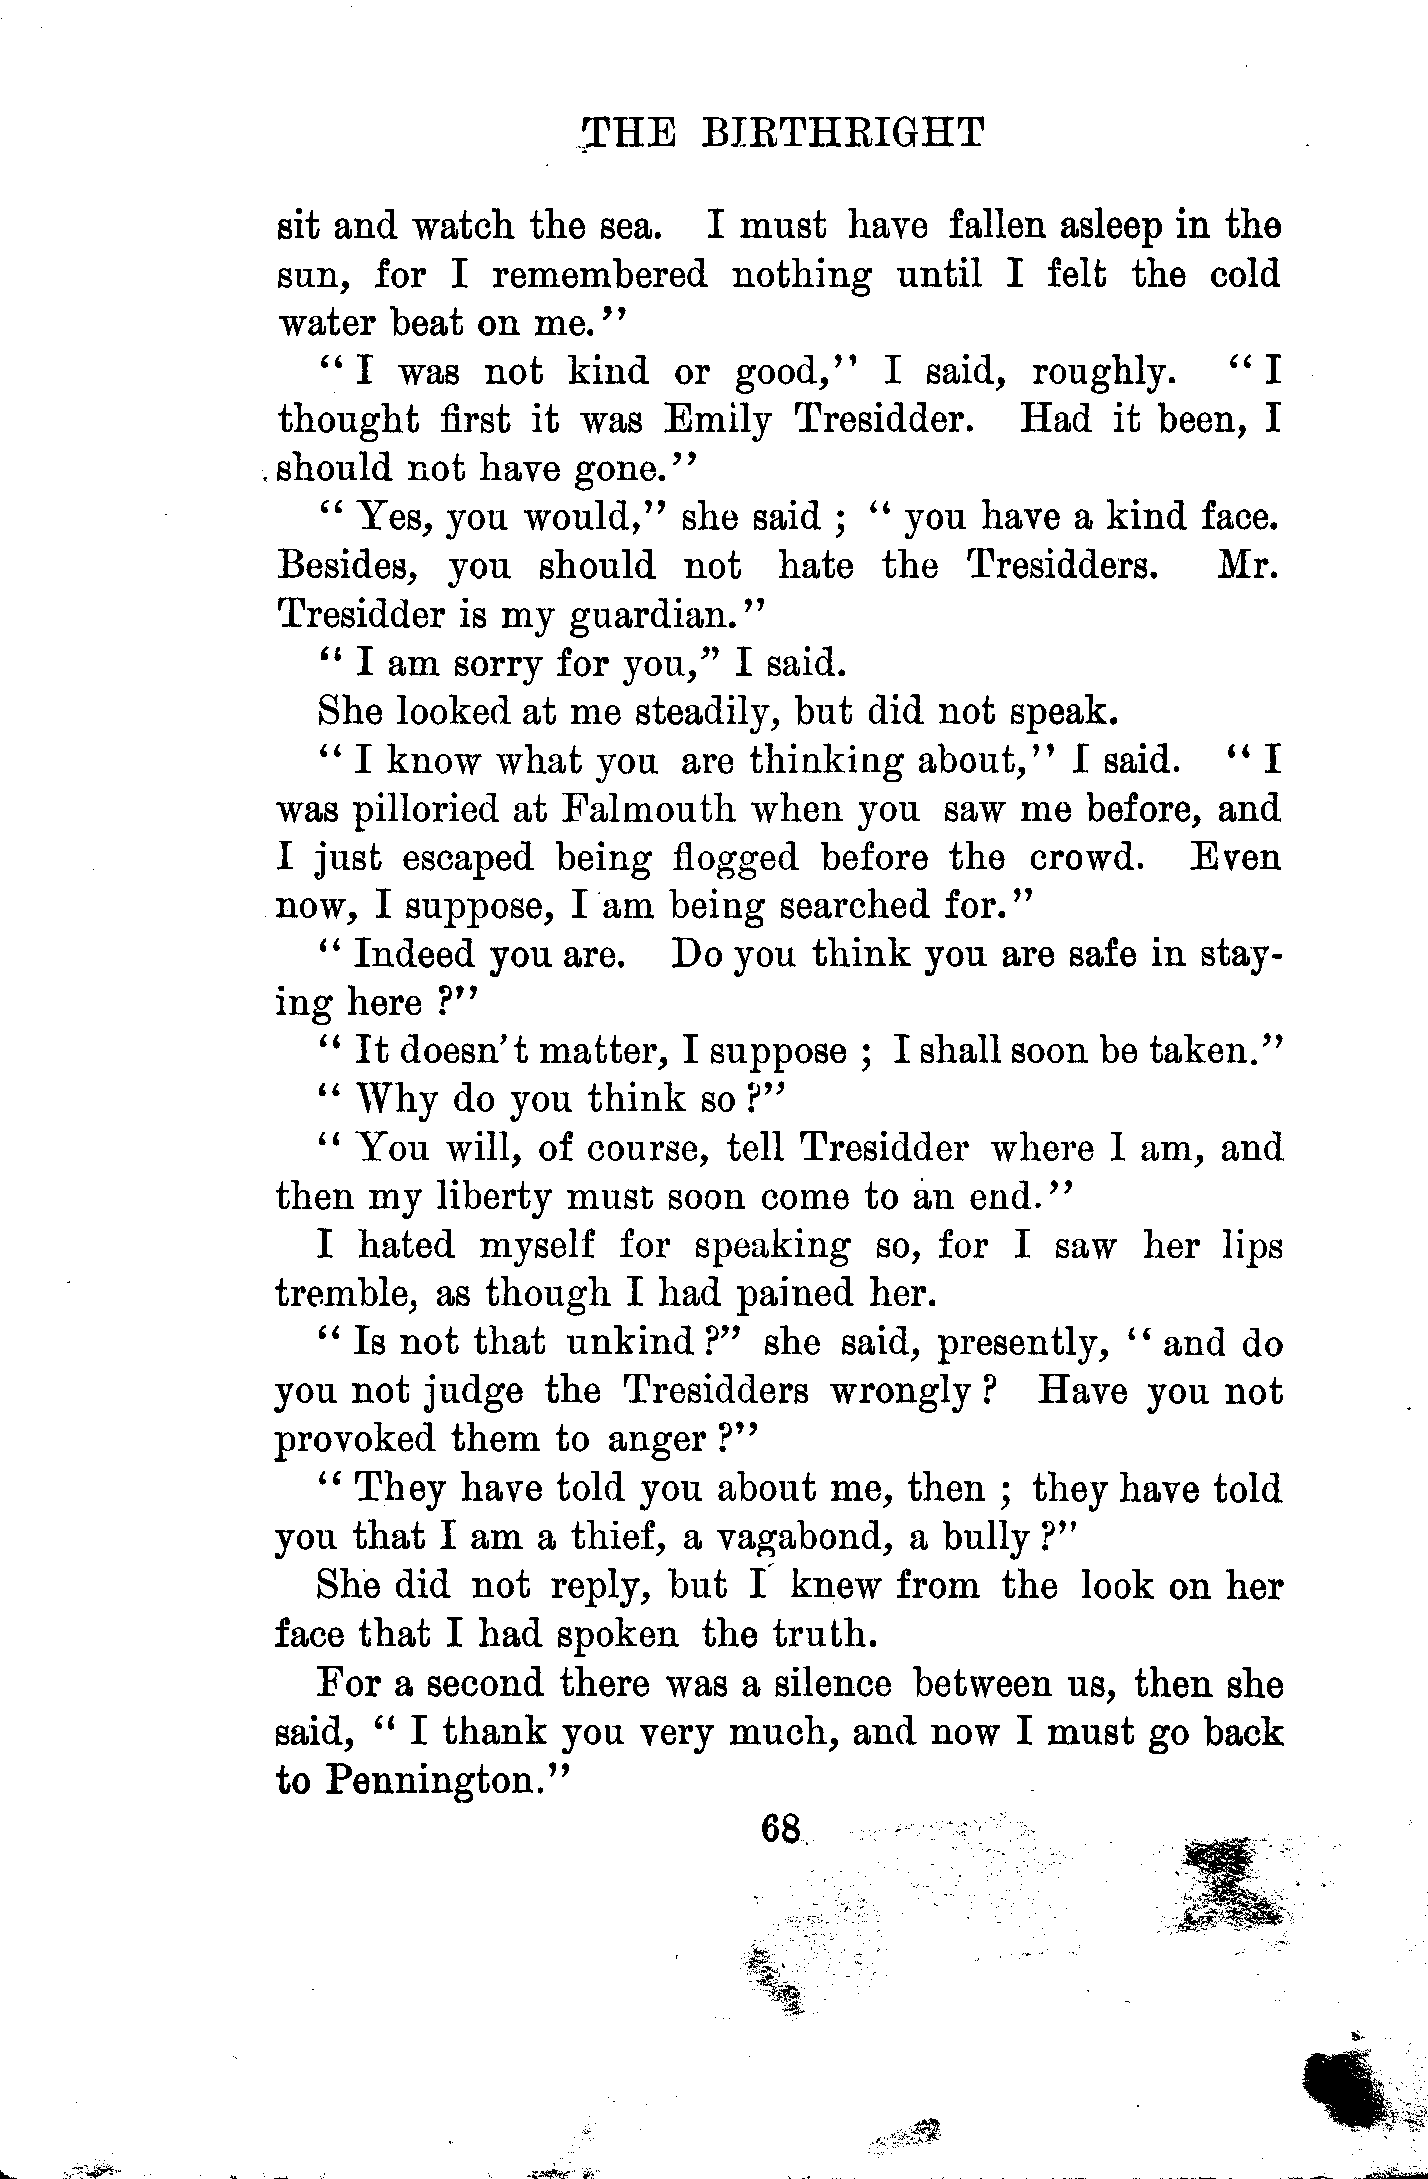 THE BIRTHRIGHT
sit and watch the sea. I must have fallen asleep in the
sun, for I remembered nothing until I felt the cold
water beat on me."
"I was not kind or good," I said, roughly. "I
thought first it was Emily Tresidder. Had it been, I
should not have gone."
"Yes, you would," she said; "you have a kind face.
Besides, you should not hate the Tresidders. Mr.
Tresidder is my guardian."
"I am sorry for you," I said.
She looked at me steadily, but did not speak.
"I know what you are thinking about," I said. "I
was pilloried at Falmouth when you saw me before, and
I just escaped being flogged before the crowd. Even
now, I suppose, I am being searched for."
"Indeed you are. Do you think you are safe in stay-
ing here?"
"It doesn't matter, I suppose; I shall soon be taken."
"Why do you think so?"
"You will, of course, tell Tresidder where I am, and
then my liberty must soon come to an end."
I hated myself for speaking so, for I saw her lips
tremble, as though I had pained her.
"Is not that unkind?" she said, presently, "and do
you not judge the Tresidders wrongly? Have you not
provoked them to anger?"
"They have told you about me, then; they have told
you that I am a thief, a vagabond, a bully?"
She did not reply, but I knew from the look on her
face that I had spoken the truth.
For a second there was a silence between us, then she
said, "I thank you very much, and now I must go back
to Pennington."
68